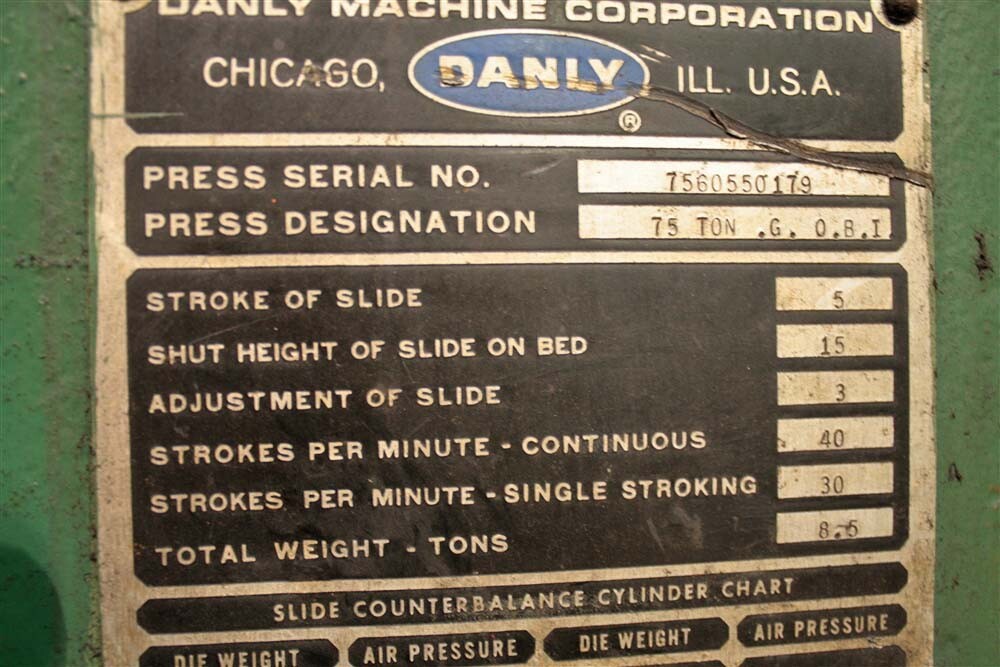 DANLY MACHINE CORPORATION
CHICAGO, DANLY ® ILL. U.S.A.
PRESS SERIAL NO. 7560550179
PRESS DESIGNATION 75 TON .G. O.B.I
STROKE OF SLIDE 5
SHUT HEIGHT OF SLIDE ON BED 15
ADJUSTMENT OF SLIDE 3
STROKES PER MINUTE - CONTINUOUS 40
STROKES PER MINUTE - SINGLE STROKING 30
TOTAL WEIGHT - TONS 8.5
SLIDE COUNTERBALANCE CYLINDER CHART
DIE WEIGHT AIR PRESSURE DIE WEIGHT AIR PRESSURE